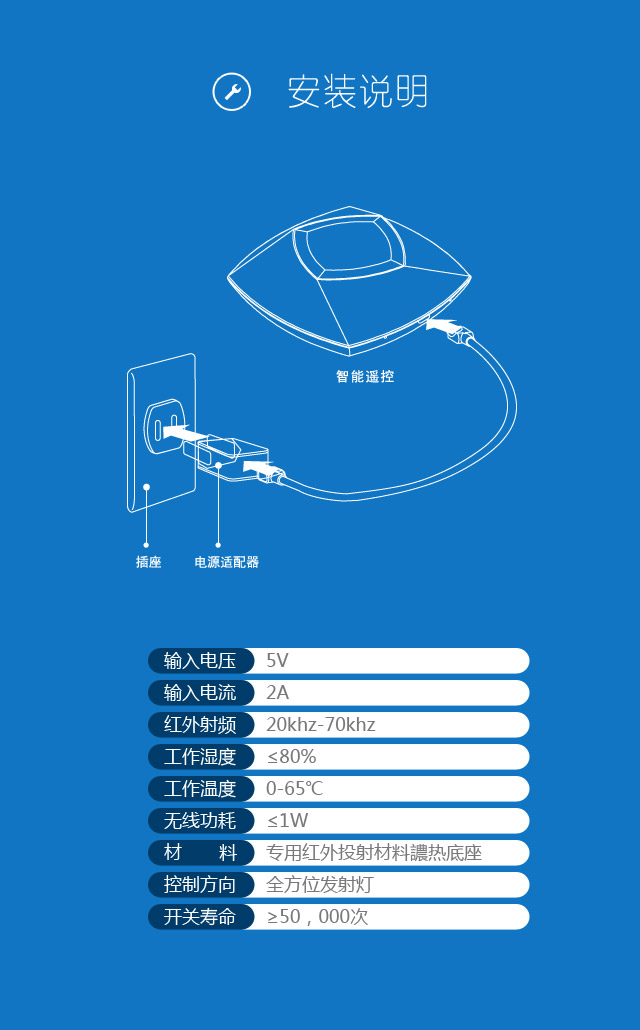 安装说明
智能遥控
插座
电源适配器
输入电压 5V
输入电流 2A
红外射频 20khz-70khz
工作湿度 ≤80%
工作温度 0-65℃
无线功耗 ≤1W
材 料 专用红外投射材料讟热底座
控制方向 全方位发射灯
开关寿命 ≥50，000次